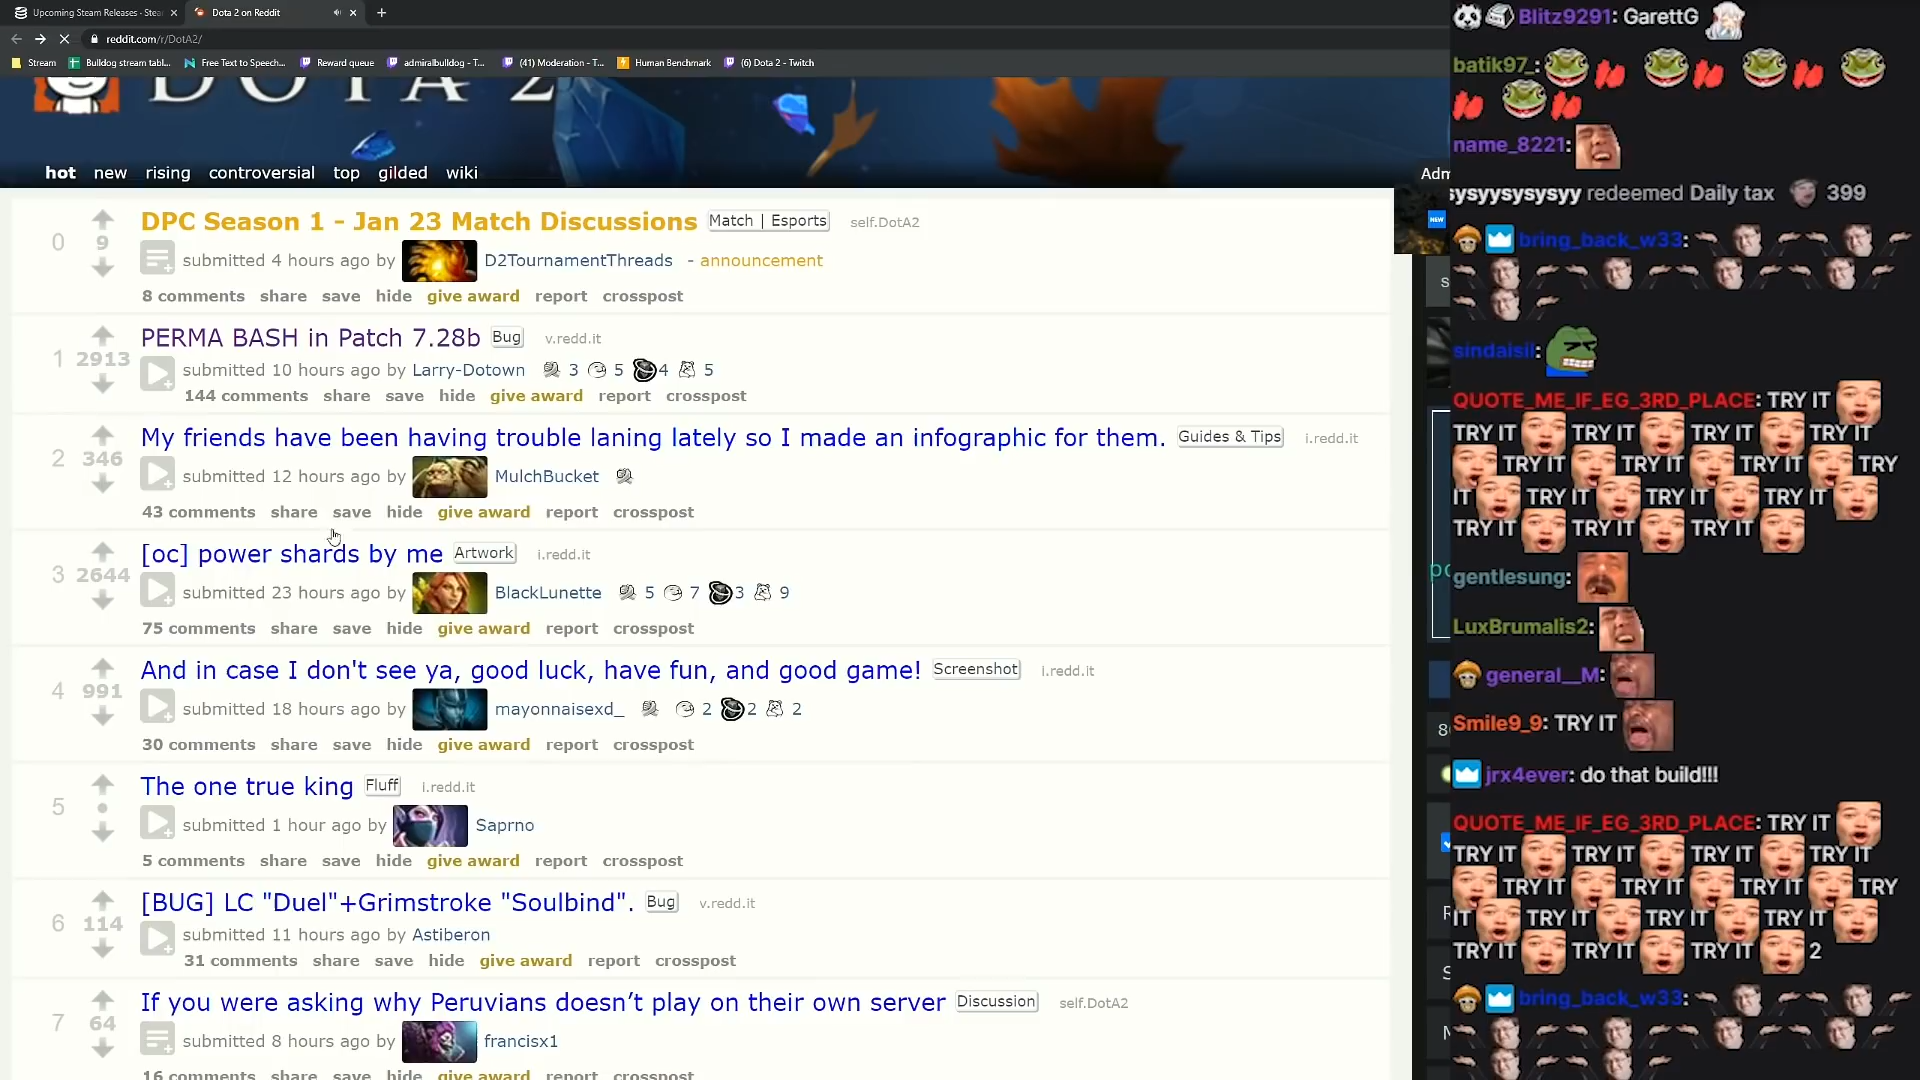 Upcoming Steam Releases - Stea
Dota 2 on Reddit
reddit.com/r/DotA2/
Stream
Bulldog stream tabl...
Free Text to Speech...
Reward queue
admiralbulldog - T...
(41) Moderation - T...
Human Benchmark
(6) Dota 2 - Twitch
DOTA 2
hot new rising controversial top gilded wiki
0
9
DPC Season 1 - Jan 23 Match Discussions Match | Esports self.DotA2
submitted 4 hours ago by D2TournamentThreads - announcement
8 comments share save hide give award report crosspost
1
2913
PERMA BASH in Patch 7.28b Bug v.redd.it
submitted 10 hours ago by Larry-Dotown 3 5 4 5
144 comments share save hide give award report crosspost
2
346
My friends have been having trouble laning lately so I made an infographic for them. Guides & Tips i.redd.it
submitted 12 hours ago by MulchBucket
43 comments share save hide give award report crosspost
3
2644
[oc] power shards by me Artwork i.redd.it
submitted 23 hours ago by BlackLunette 5 7 3 9
75 comments share save hide give award report crosspost
4
991
And in case I don't see ya, good luck, have fun, and good game! Screenshot i.redd.it
submitted 18 hours ago by mayonnaisexd_ 2 2 2
30 comments share save hide give award report crosspost
5
•
The one true king Fluff i.redd.it
submitted 1 hour ago by Saprno
5 comments share save hide give award report crosspost
6
114
[BUG] LC "Duel"+Grimstroke "Soulbind". Bug v.redd.it
submitted 11 hours ago by Astiberon
31 comments share save hide give award report crosspost
7
64
If you were asking why Peruvians doesn’t play on their own server Discussion self.DotA2
submitted 8 hours ago by francisx1
16 comments share save hide give award report crosspost
Adm
NEW
Blitz9291: GarettG
batik97_:
name_8221:
sysyysysysyy redeemed Daily tax 399
bring_back_w33:
sindaisil:
QUOTE_ME_IF_EG_3RD_PLACE: TRY IT
TRY IT TRY IT TRY IT TRY IT
TRY IT TRY IT TRY IT TRY
IT TRY IT TRY IT TRY IT
TRY IT TRY IT TRY IT
gentlesung:
LuxBrumalis2:
general__M:
Smile9_9: TRY IT
jrx4ever: do that build!!!
QUOTE_ME_IF_EG_3RD_PLACE: TRY IT
TRY IT TRY IT TRY IT TRY IT
TRY IT TRY IT TRY IT TRY
IT TRY IT TRY IT TRY IT
TRY IT TRY IT TRY IT 2
bring_back_w33: